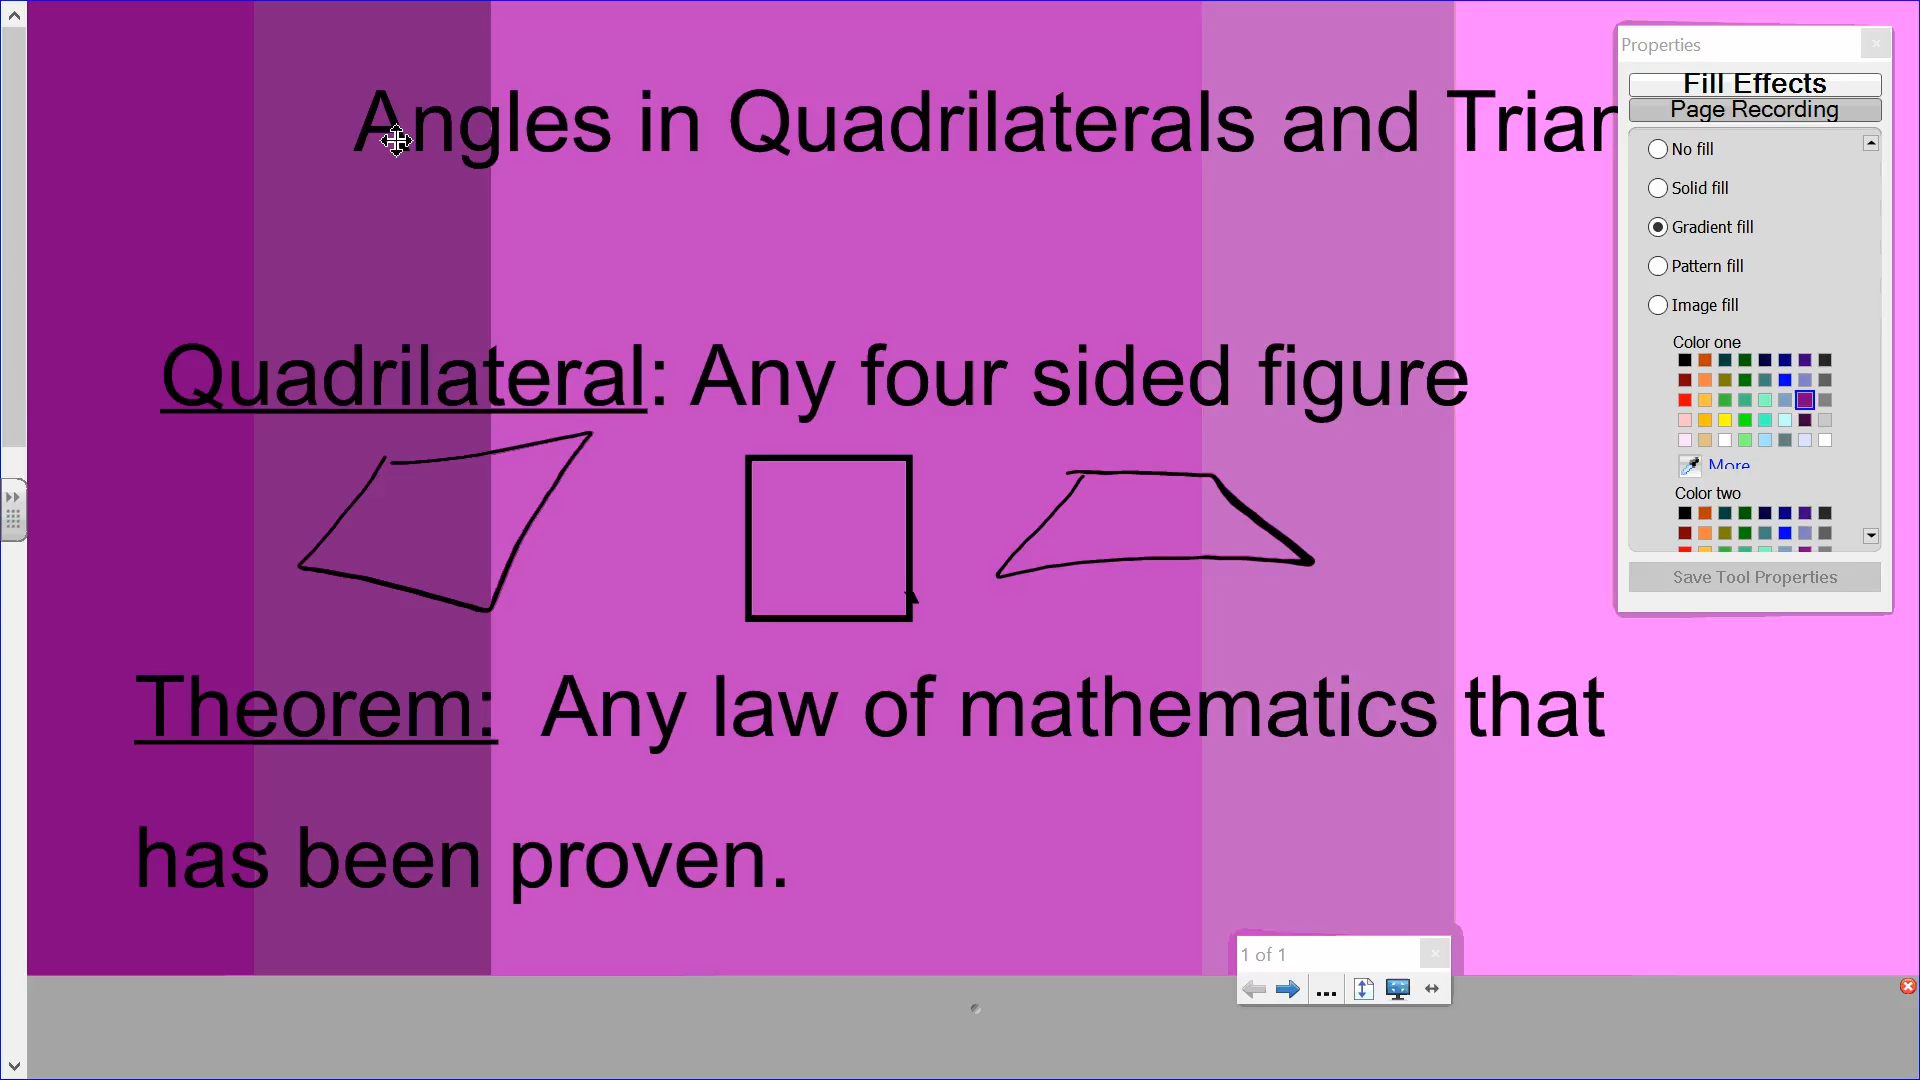 Angles in Quadrilaterals and Trian
Quadrilateral: Any four sided figure
Theorem: Any law of mathematics that
has been proven.
Properties
Fill Effects
Page Recording
No fill
Solid fill
Gradient fill
Pattern fill
Image fill
Color one
More
Color two
Save Tool Properties
1 of 1
...